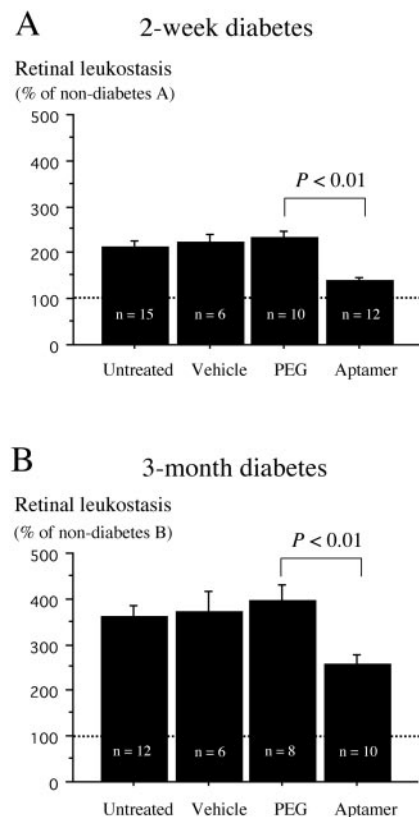 A
2-week diabetes
Retinal leukostasis
(% of non-diabetes A)
500
400
300
200
100
0
P < 0.01
n = 15
n = 6
n = 10
n = 12
Untreated
Vehicle
PEG
Aptamer
B
3-month diabetes
Retinal leukostasis
(% of non-diabetes B)
500
400
300
200
100
0
P < 0.01
n = 12
n = 6
n = 8
n = 10
Untreated
Vehicle
PEG
Aptamer